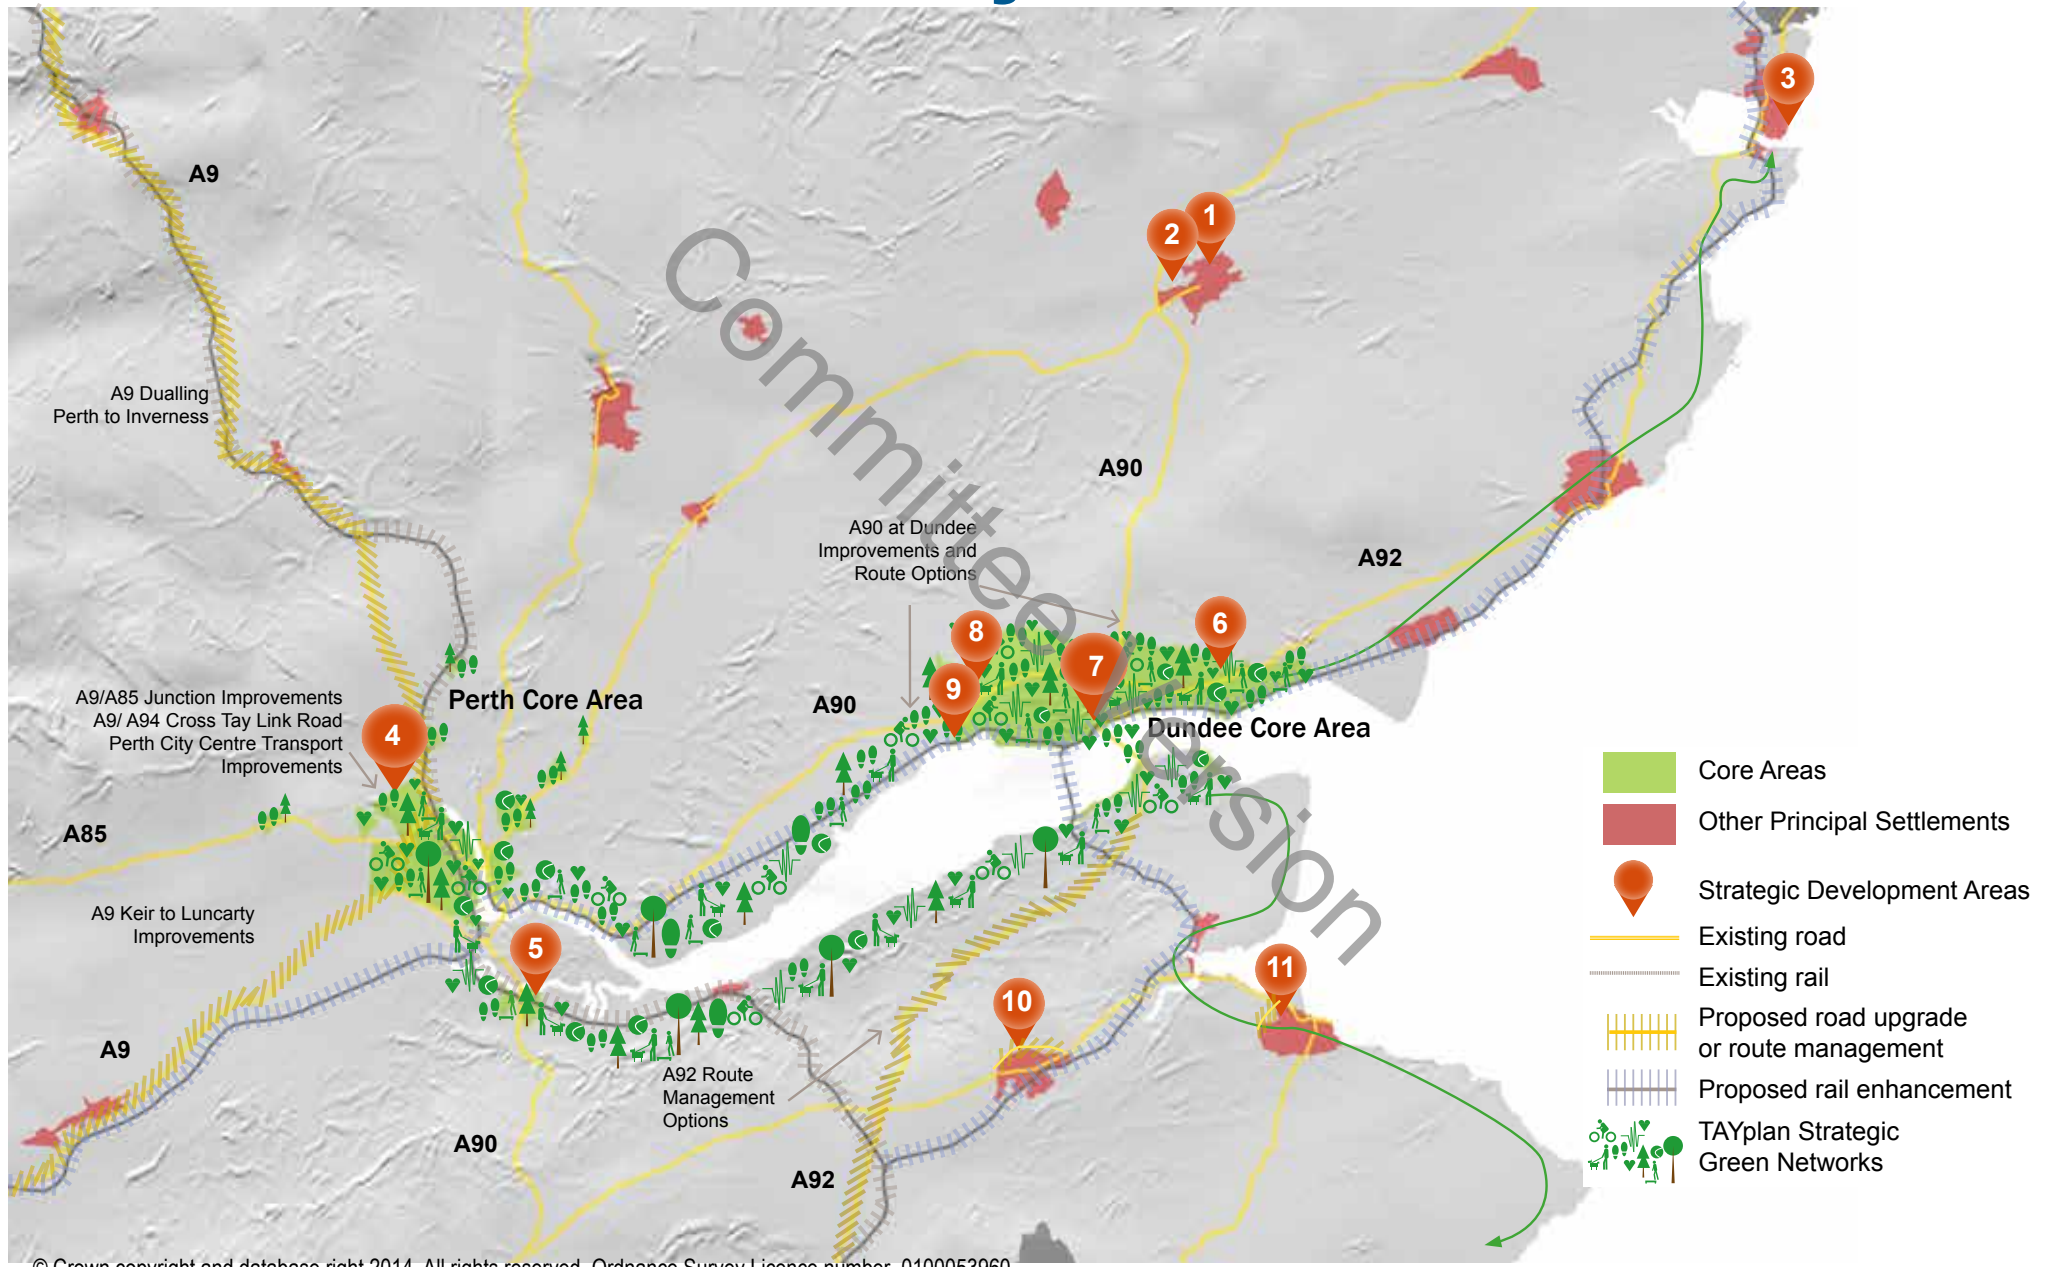 3
A9
1
2
A9 Dualling
Perth to Inverness
A90
A90 at Dundee
Improvements and
Route Options
A92
6
8
7
9
Perth Core Area
A9/A85 Junction Improvements
A9/ A94 Cross Tay Link Road
Perth City Centre Transport
Improvements
4
A90
Dundee Core Area
A85
A9 Keir to Luncarty
Improvements
5
11
10
A9
A92 Route
Management
Options
A90
A92
Committee Version
Core Areas
Other Principal Settlements
Strategic Development Areas
Existing road
Existing rail
Proposed road upgrade
or route management
Proposed rail enhancement
TAYplan Strategic
Green Networks
© Crown copyright and database right 2014. All rights reserved. Ordnance Survey Licence number 0100053960